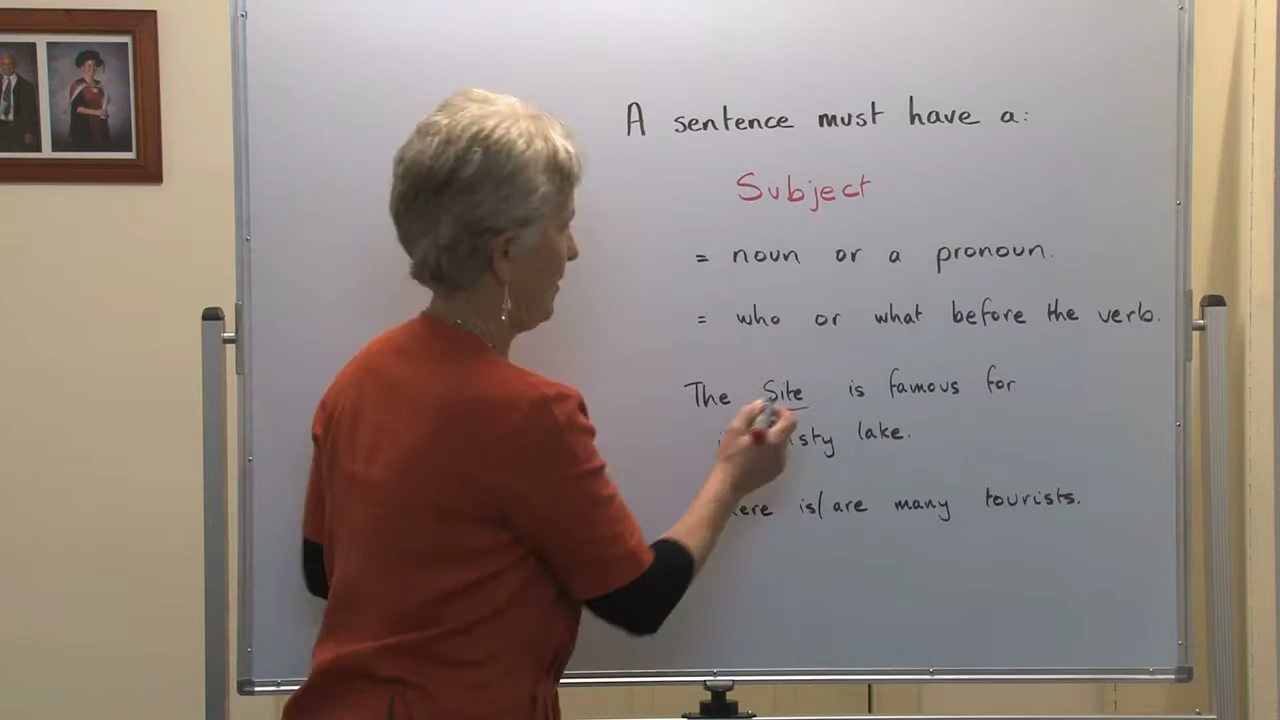 A sentence must have a:
Subject
= noun or a pronoun.
= who or what before the verb.
The Site is famous for
lake.
is/are many tourists.